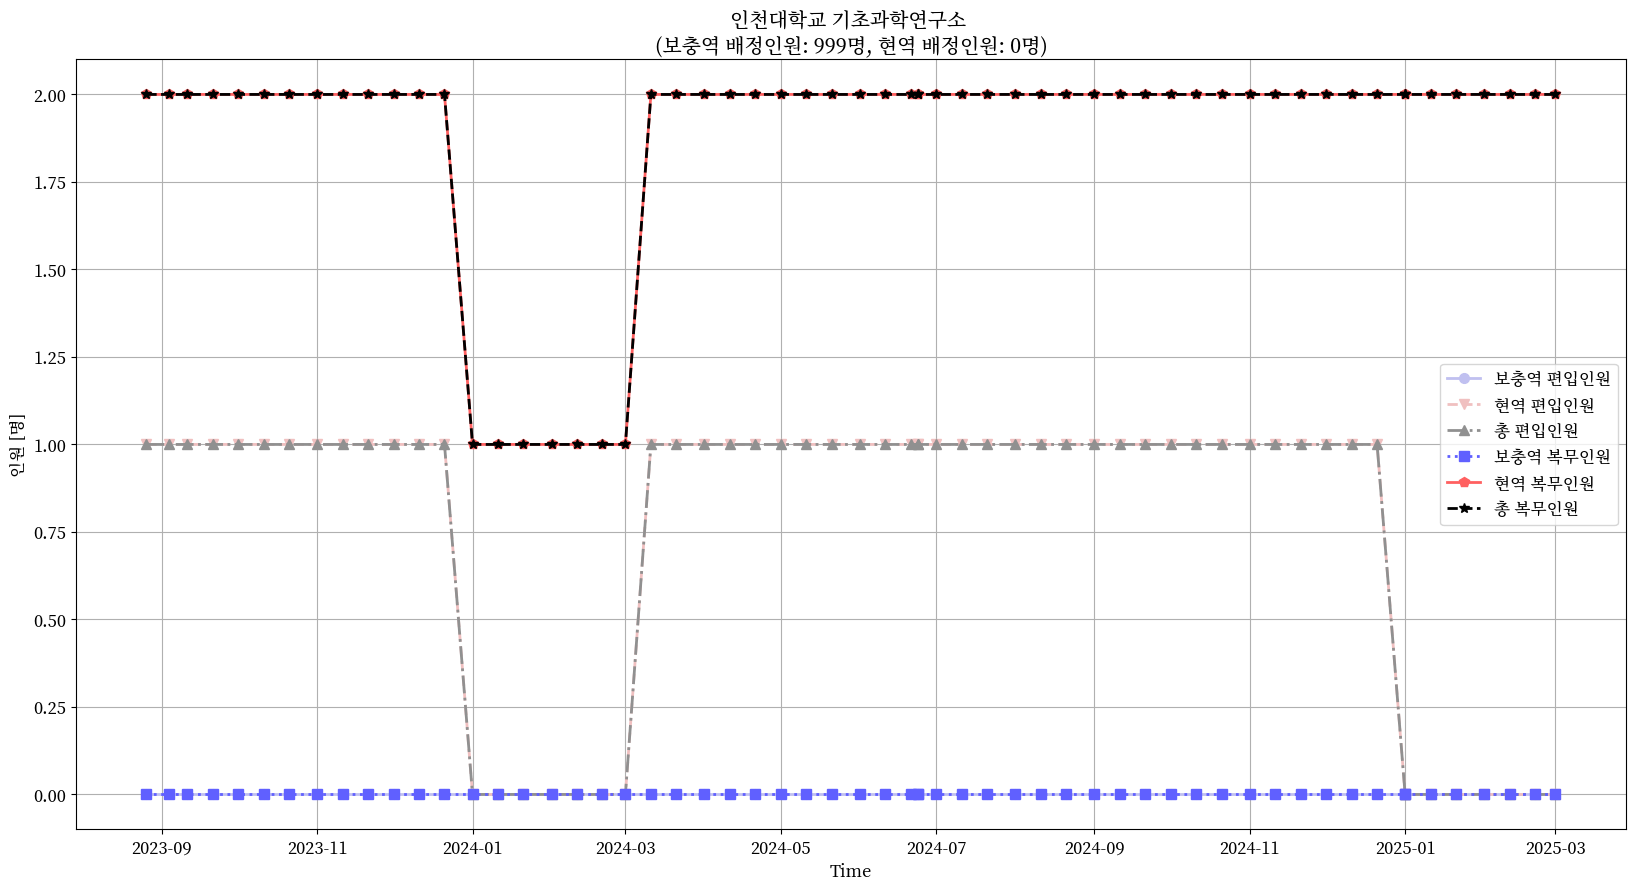 인천대학교 기초과학연구소
(보충역 배정인원: 999명, 현역 배정인원: 0명)
인원 [명]
2.00
1.75
1.50
1.25
1.00
0.75
0.50
0.25
0.00
보충역 편입인원
현역 편입인원
총 편입인원
보충역 복무인원
현역 복무인원
총 복무인원
2023-09
2023-11
2024-01
2024-03
2024-05
2024-07
2024-09
2024-11
2025-01
2025-03
Time